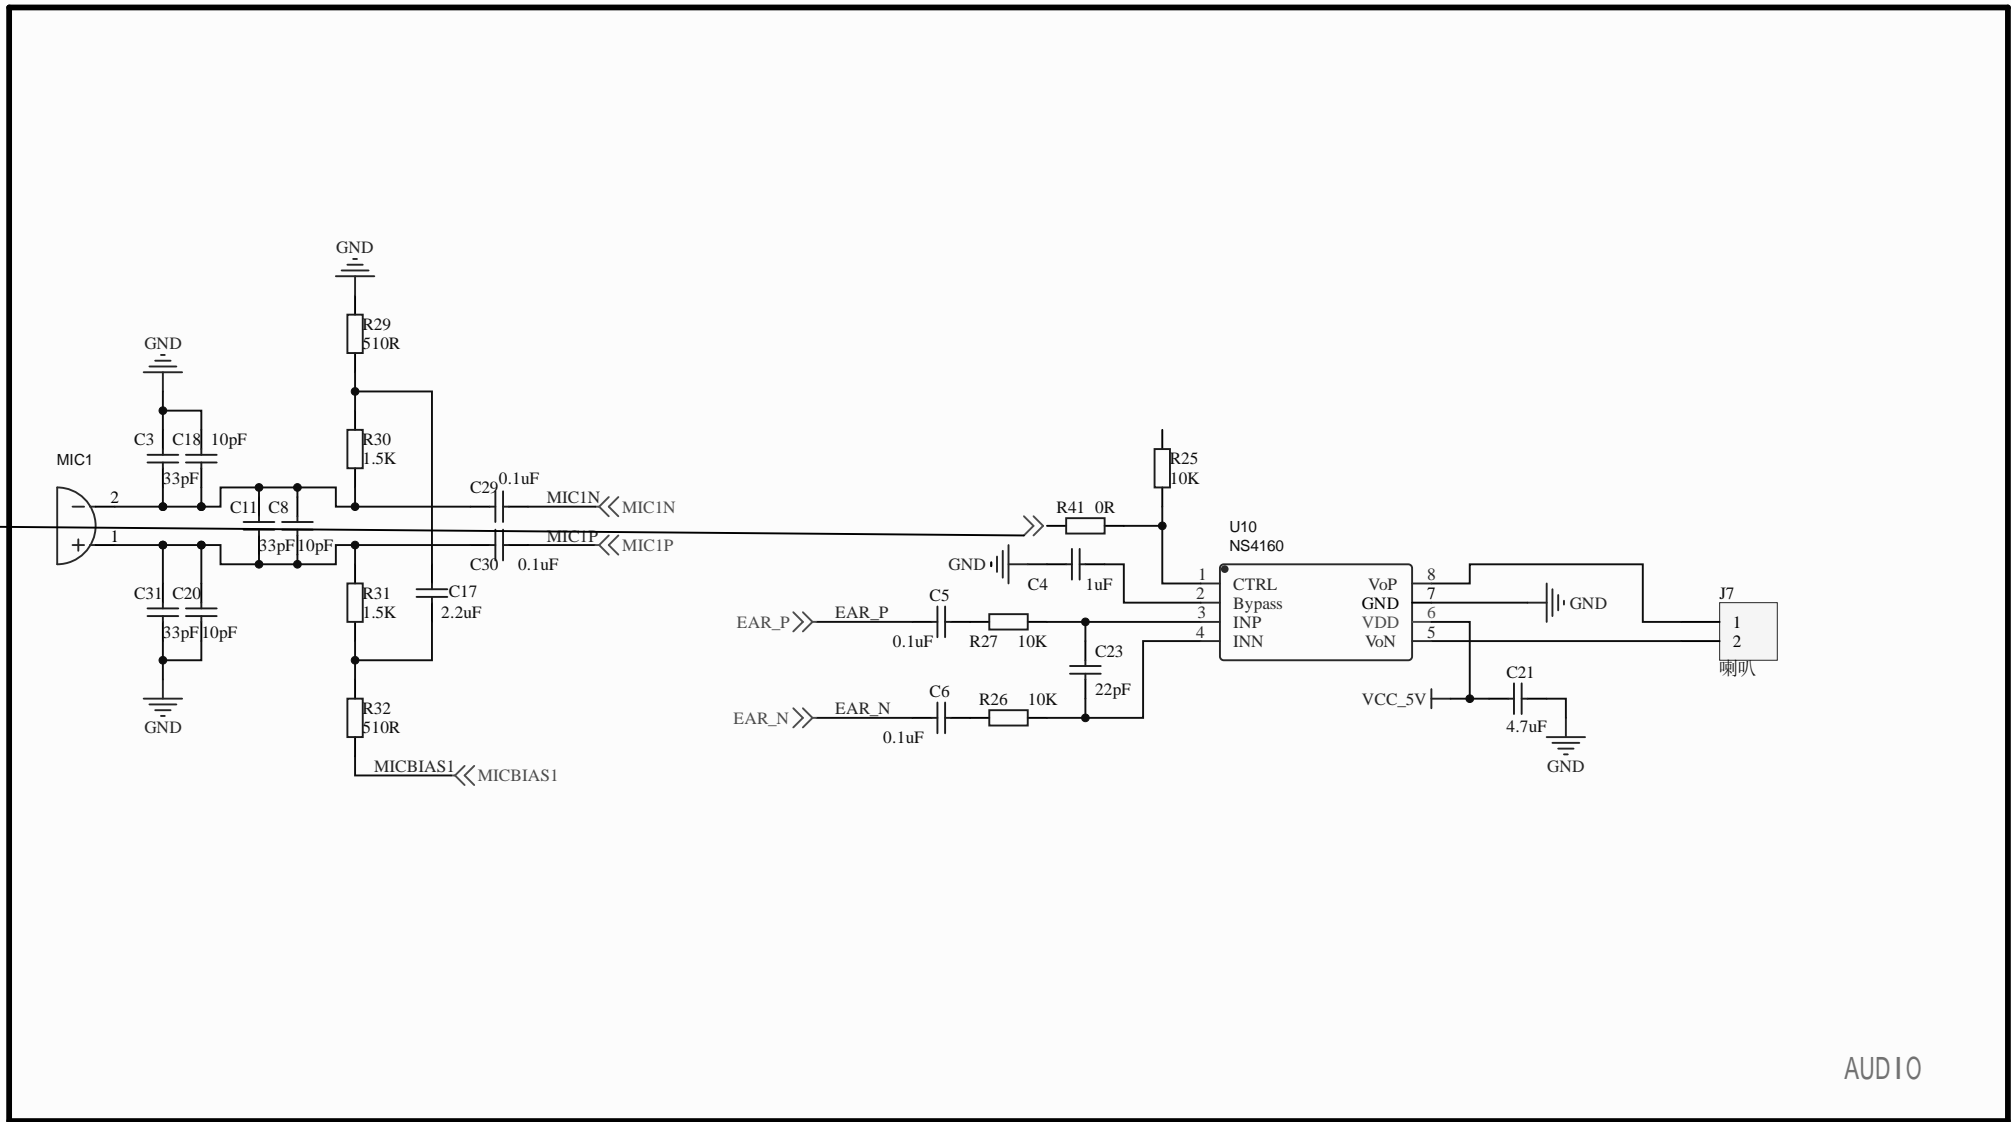 GND
R29
510R
GND
R30
1.5K
C3 C18 10pF
33pF
MIC1
2
1
C11 C8
33pF 10pF
C29 0.1uF
MIC1N MIC1N
MIC1P MIC1P
C30 0.1uF
C31 C20
33pF 10pF
GND
R31
1.5K
C17
2.2uF
R32
510R
MICBIAS1 MICBIAS1
R25
10K
R41 0R
GND
C4 1uF
EAR_P EAR_P
C5
0.1uF
R27 10K
C23
22pF
EAR_N EAR_N
C6
0.1uF
R26 10K
U10
NS4160
1 CTRL VoP 8
2 Bypass GND 7
3 INP VDD 6
4 INN VoN 5
GND
J7
1
2
喇叭
VCC_5V
C21
4.7uF
GND
AUDIO